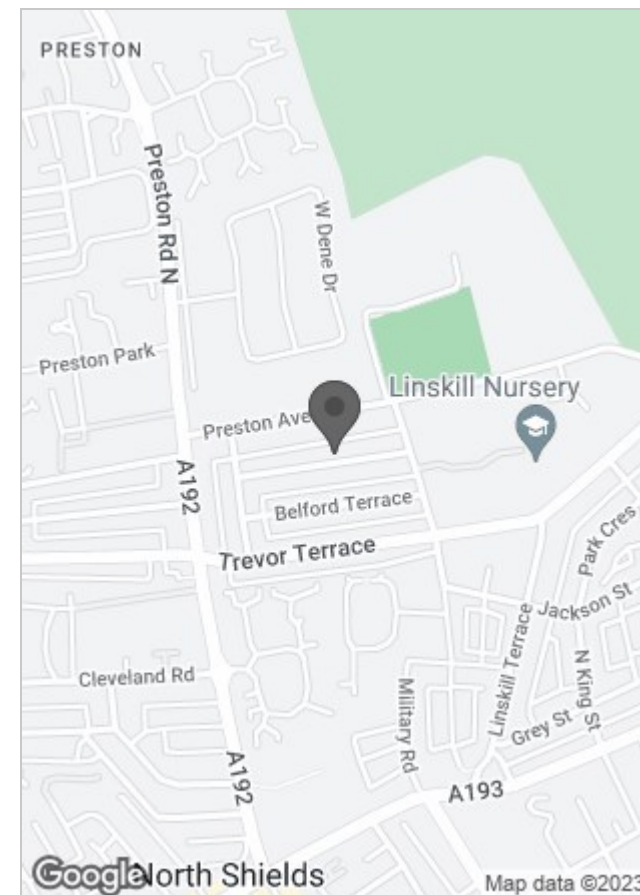 PRESTON
Preston Rd N
W Dene Dr
Preston Park
Linskill Nursery
Preston Ave
A192
Belford Terrace
Trevor Terrace
Park Cres
Jackson St
Linskill Terrace
N King St
Cleveland Rd
Military Rd
Grey St
A192
A193
Google
North Shields
Map data ©2023